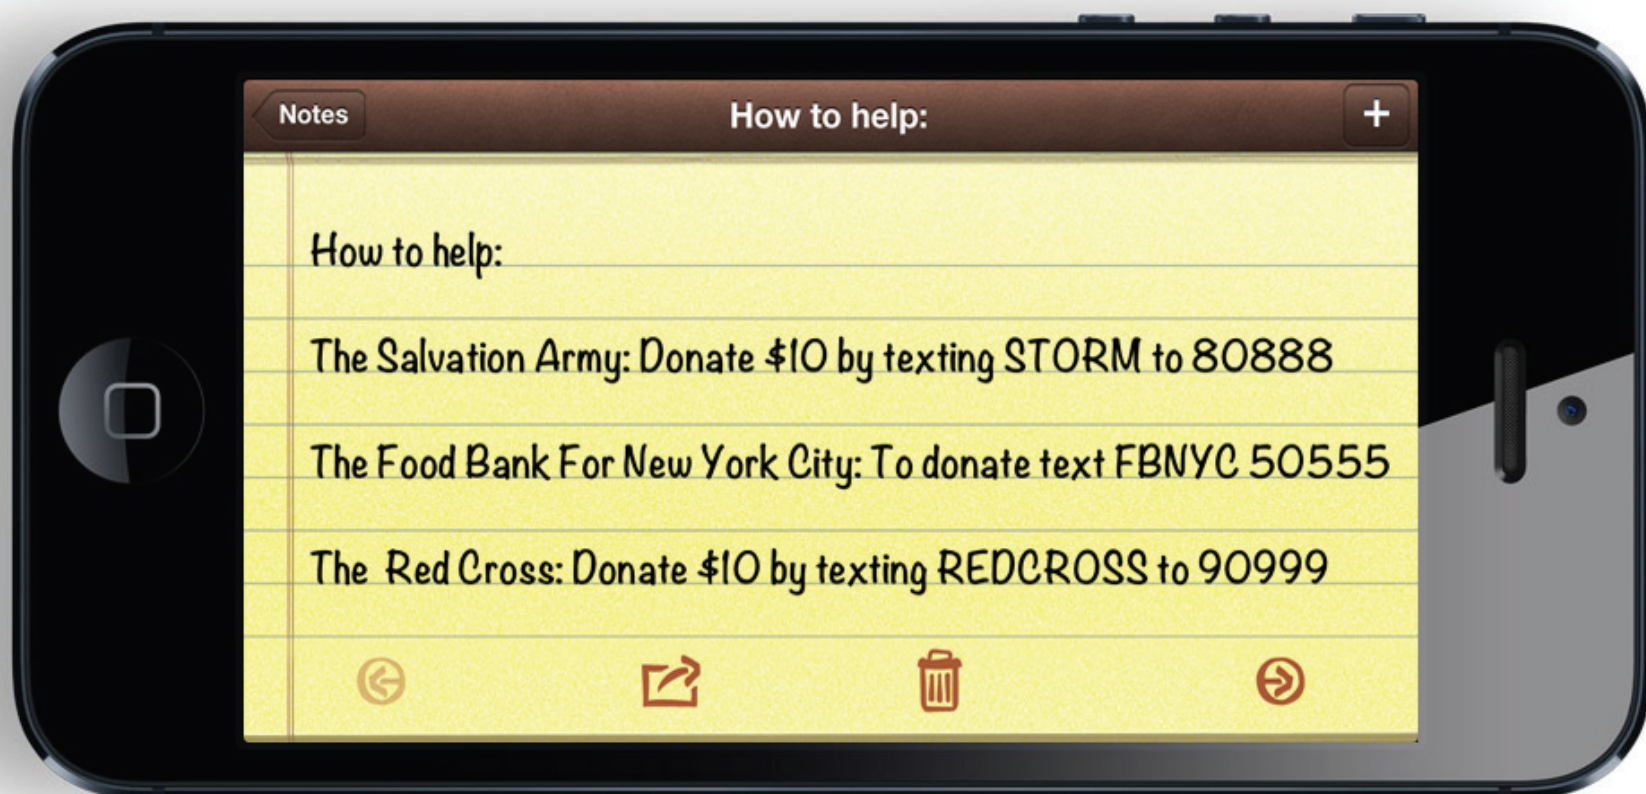 Notes
How to help:
+
How to help:
The Salvation Army: Donate $10 by texting STORM to 80888
The Food Bank For New York City: To donate text FBNYC 50555
The Red Cross: Donate $10 by texting REDCROSS to 90999